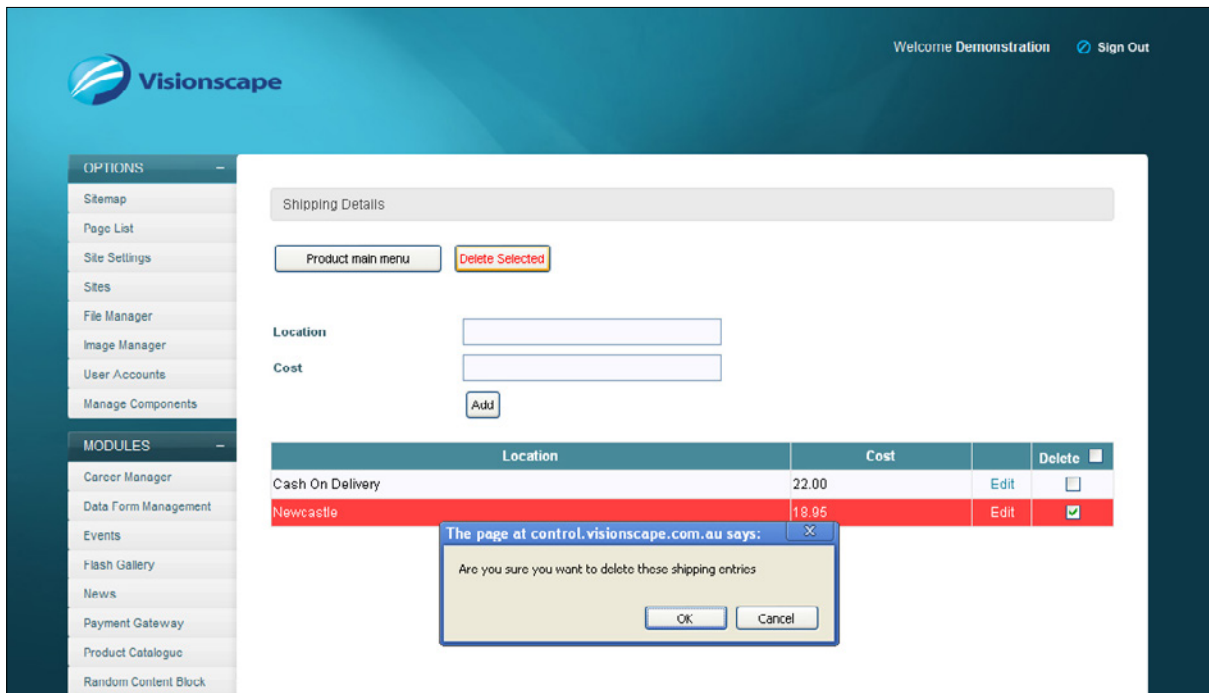 Welcome Demonstration Sign Out
Visionscape
OPTIONS
Sitemap
Page List
Site Settings
Sites
File Manager
Image Manager
User Accounts
Manage Components
MODULES
Career Manager
Data Form Management
Events
Flash Gallery
News
Payment Gateway
Product Catalogue
Random Content Block
Shipping Details
Product main menu Delete Selected
Location
Cost
Add
Location Cost Delete
Cash On Delivery 22.00 Edit
Newcastle 18.95 Edit
The page at control.visionscape.com.au says:
Are you sure you want to delete these shipping entries
OK Cancel